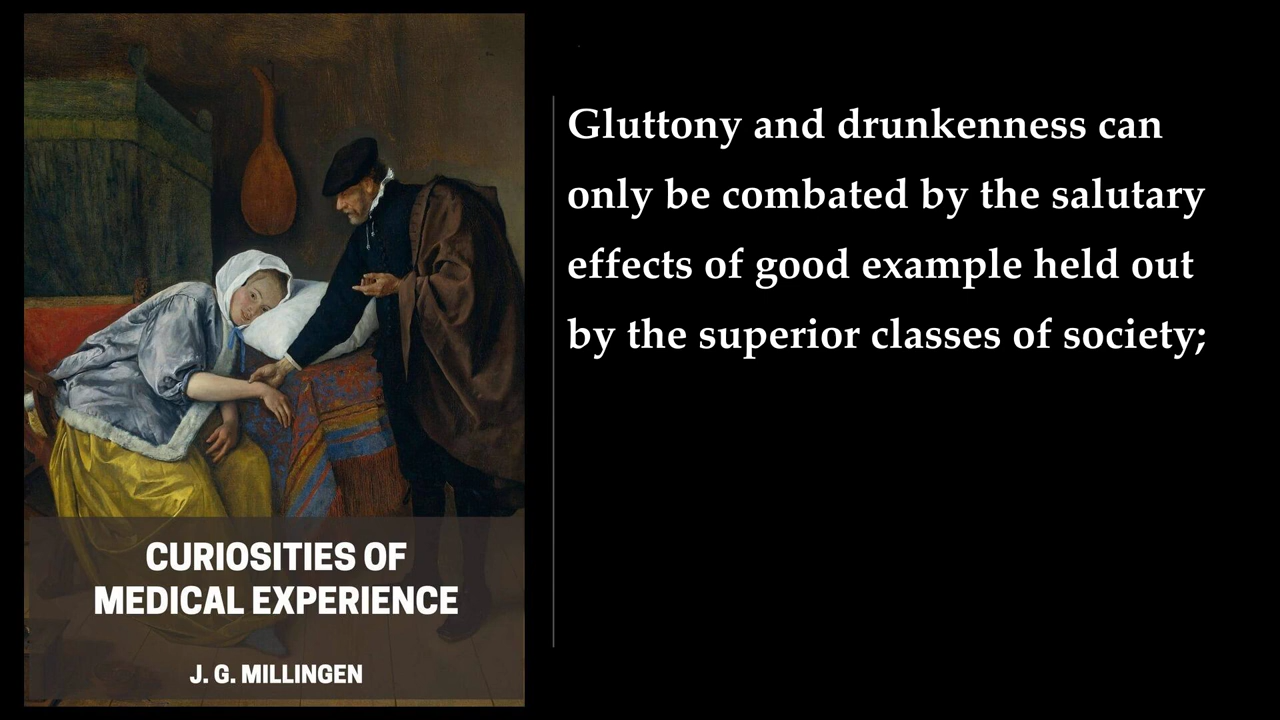 Gluttony and drunkenness can
only be combated by the salutary
effects of good example held out
by the superior classes of society;
CURIOSITIES OF
MEDICAL EXPERIENCE
J. G. MILLINGEN